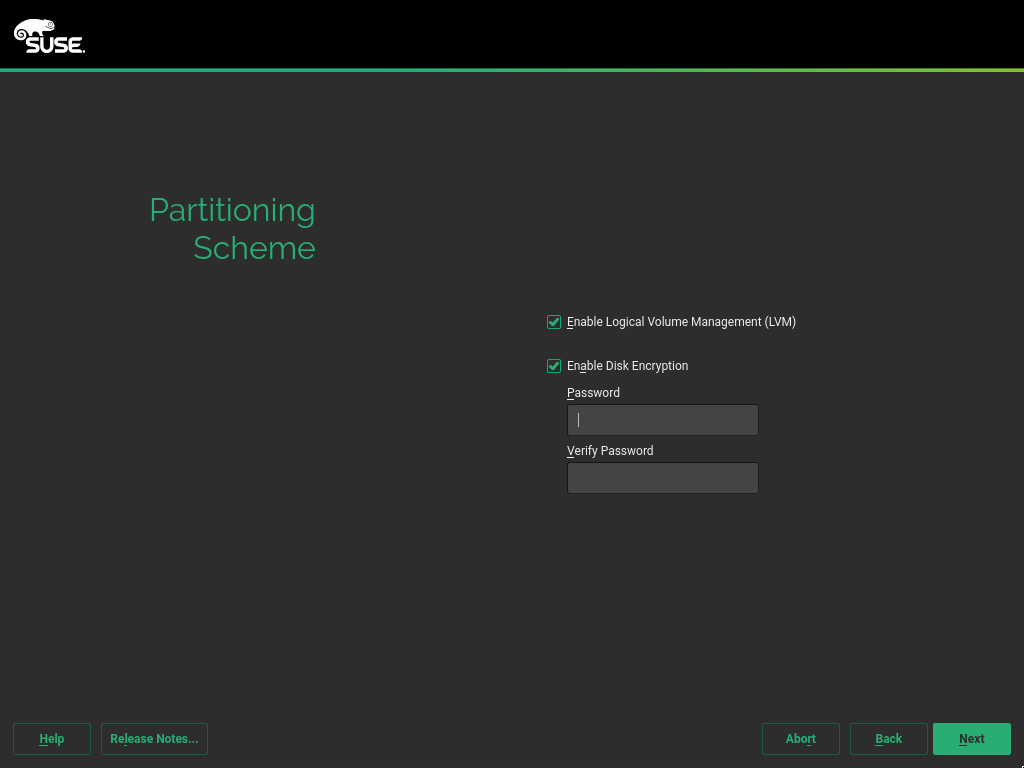 SUSE.
Partitioning
Scheme
Enable Logical Volume Management (LVM)
Enable Disk Encryption
Password
Verify Password
Help Release Notes... Abort Back Next